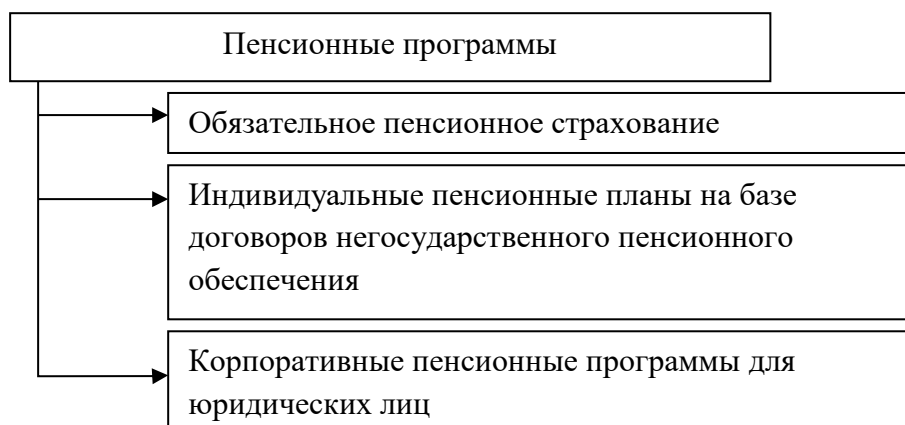 Пенсионные программы
Обязательное пенсионное страхование
Индивидуальные пенсионные планы на базе
договоров негосударственного пенсионного
обеспечения
Корпоративные пенсионные программы для
юридических лиц